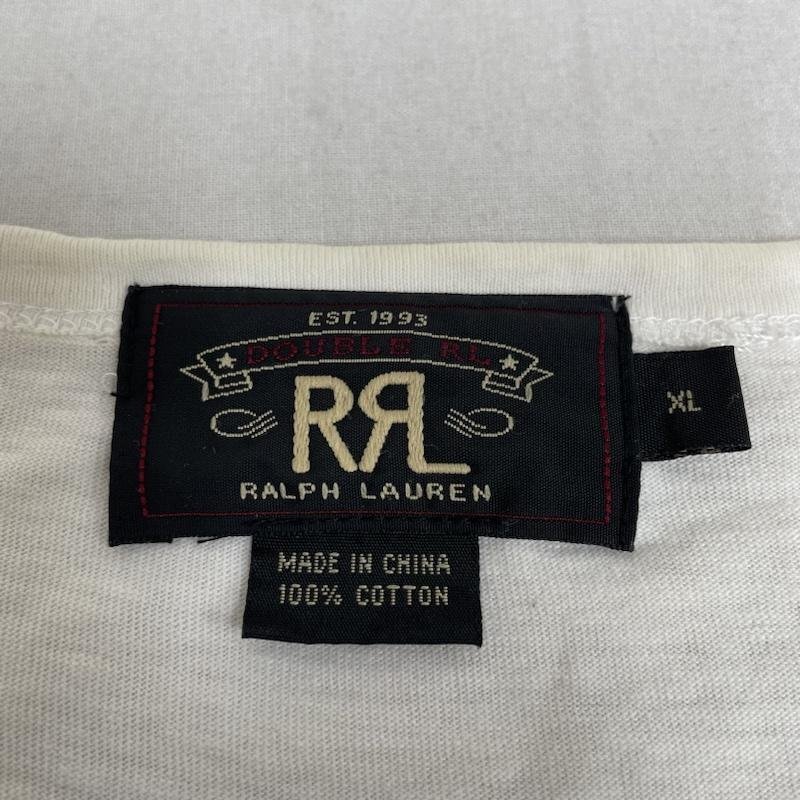 EST. 1993
DOUBLE RL
RRL
RALPH LAUREN
XL
MADE IN CHINA
100% COTTON